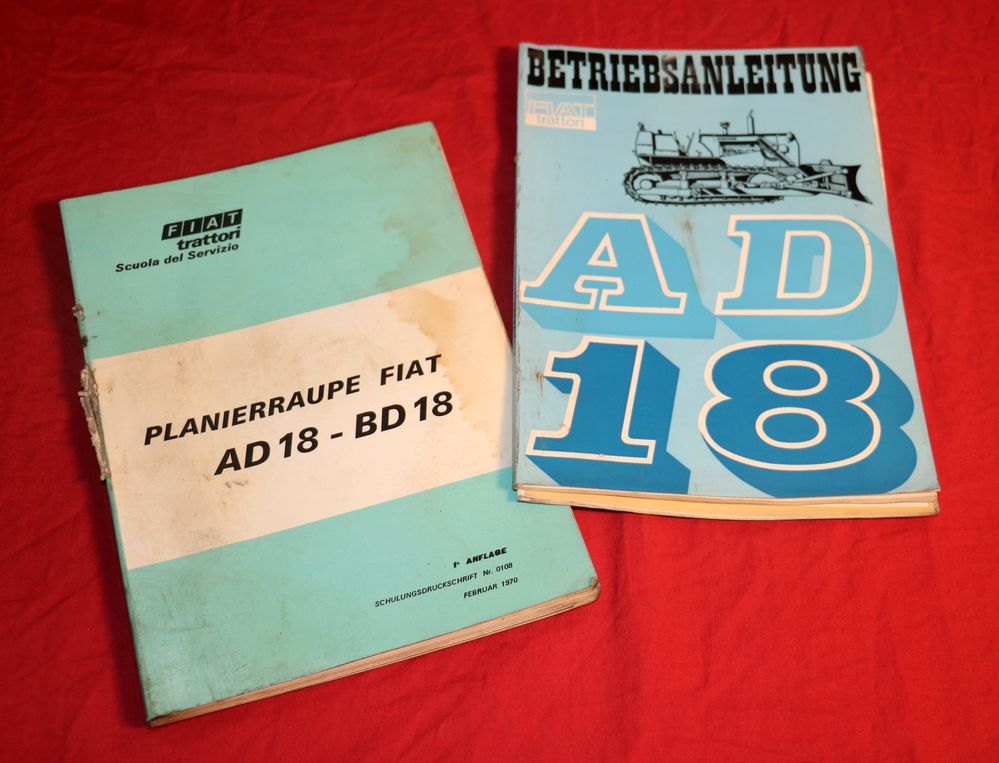 FIAT
trattori
Scuola del Servizio
PLANIERRAUPE FIAT
AD 18 - BD 18
1ª ANFLAGE
SCHULUNGSDRUCKSCHRIFT Nr. 0108
FEBRUAR 1970
BETRIEBSANLEITUNG
FIAT
trattori
AD
18